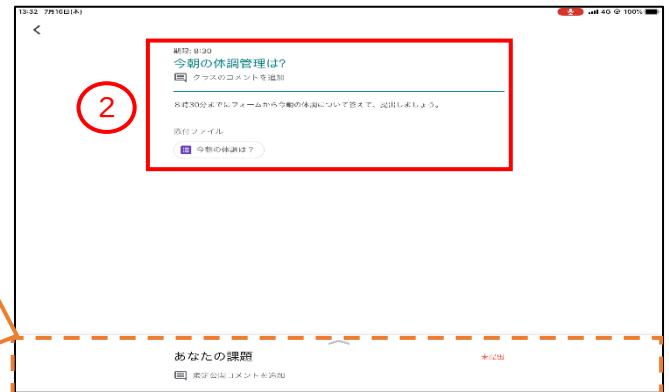 13:32 7月16日(木)
4G 100%
期限: 8:30
今朝の体調管理は?
クラスのコメントを追加
2
8時30分までにフォームから今朝の体調について答えて、提出しましょう。
添付ファイル
今朝の体調は?
あなたの課題
未提出
限定公開コメントを追加